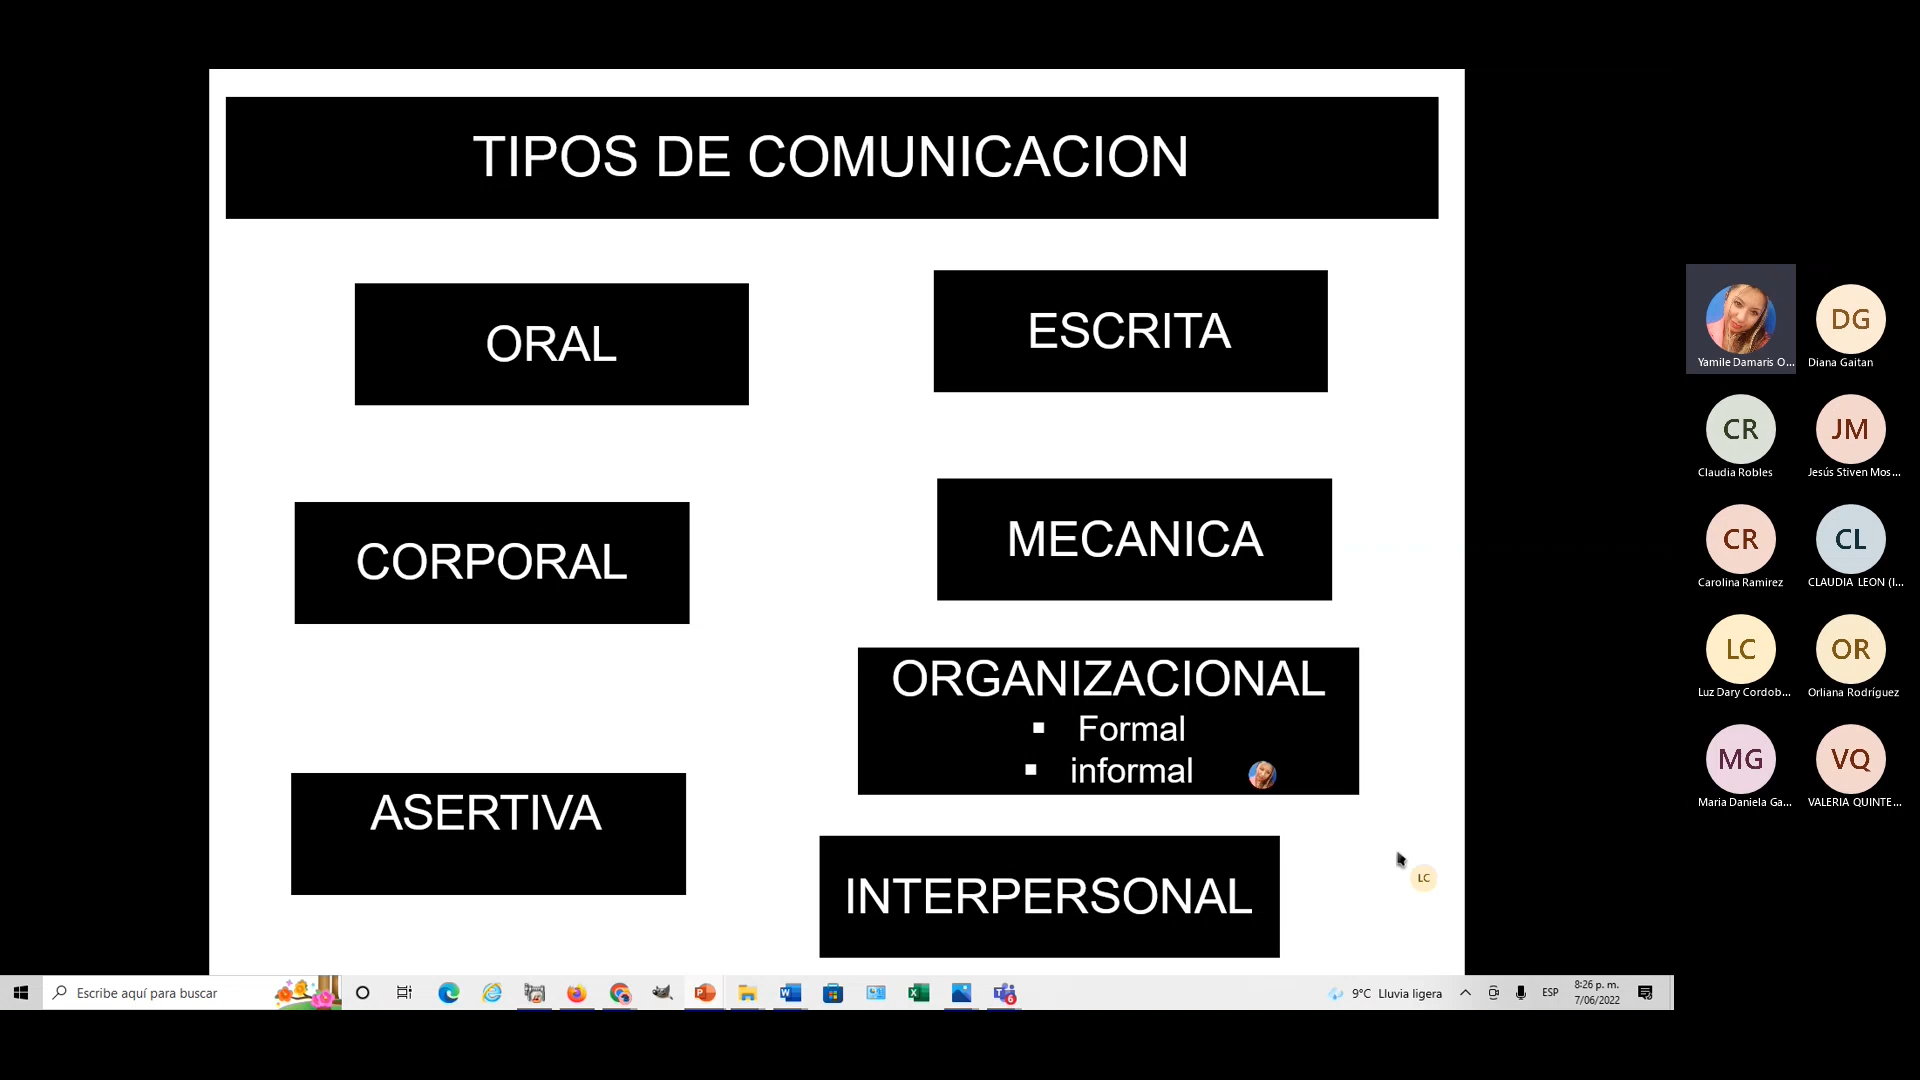 TIPOS DE COMUNICACION
ORAL
ESCRITA
CORPORAL
MECANICA
ORGANIZACIONAL
▪ Formal
▪ informal
ASERTIVA
INTERPERSONAL
LC
Yamile Damaris O...
DG
Diana Gaitan
CR
Claudia Robles
JM
Jesús Stiven Mos...
CR
Carolina Ramirez
CL
CLAUDIA LEON (I...
LC
Luz Dary Cordob...
OR
Orliana Rodríguez
MG
Maria Daniela Ga...
VQ
VALERIA QUINTE...
Escribe aquí para buscar
9°C Lluvia ligera
ESP
8:26 p. m.
7/06/2022